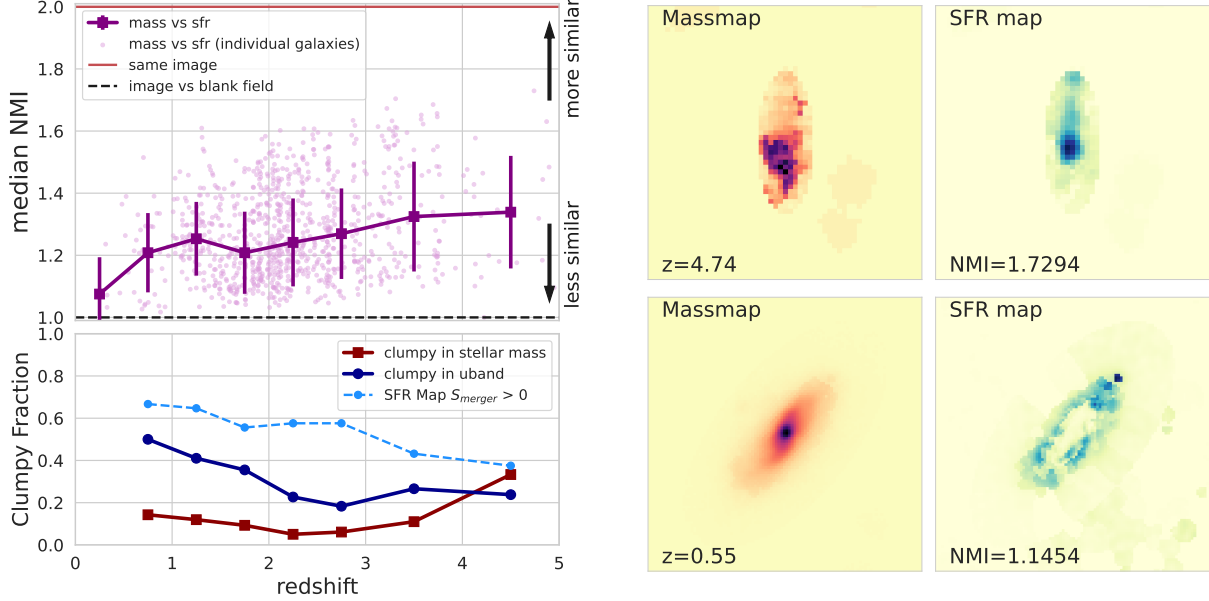 median NMI
2.0
1.8
1.6
1.4
1.2
1.0
mass vs sfr
mass vs sfr (individual galaxies)
same image
image vs blank field
more similar
less similar
Clumpy Fraction
1.0
0.8
0.6
0.4
0.2
0.0
clumpy in stellar mass
clumpy in uband
SFR Map S_merger > 0
0 1 2 3 4 5
redshift
Massmap
z=4.74
SFR map
NMI=1.7294
Massmap
z=0.55
SFR map
NMI=1.1454